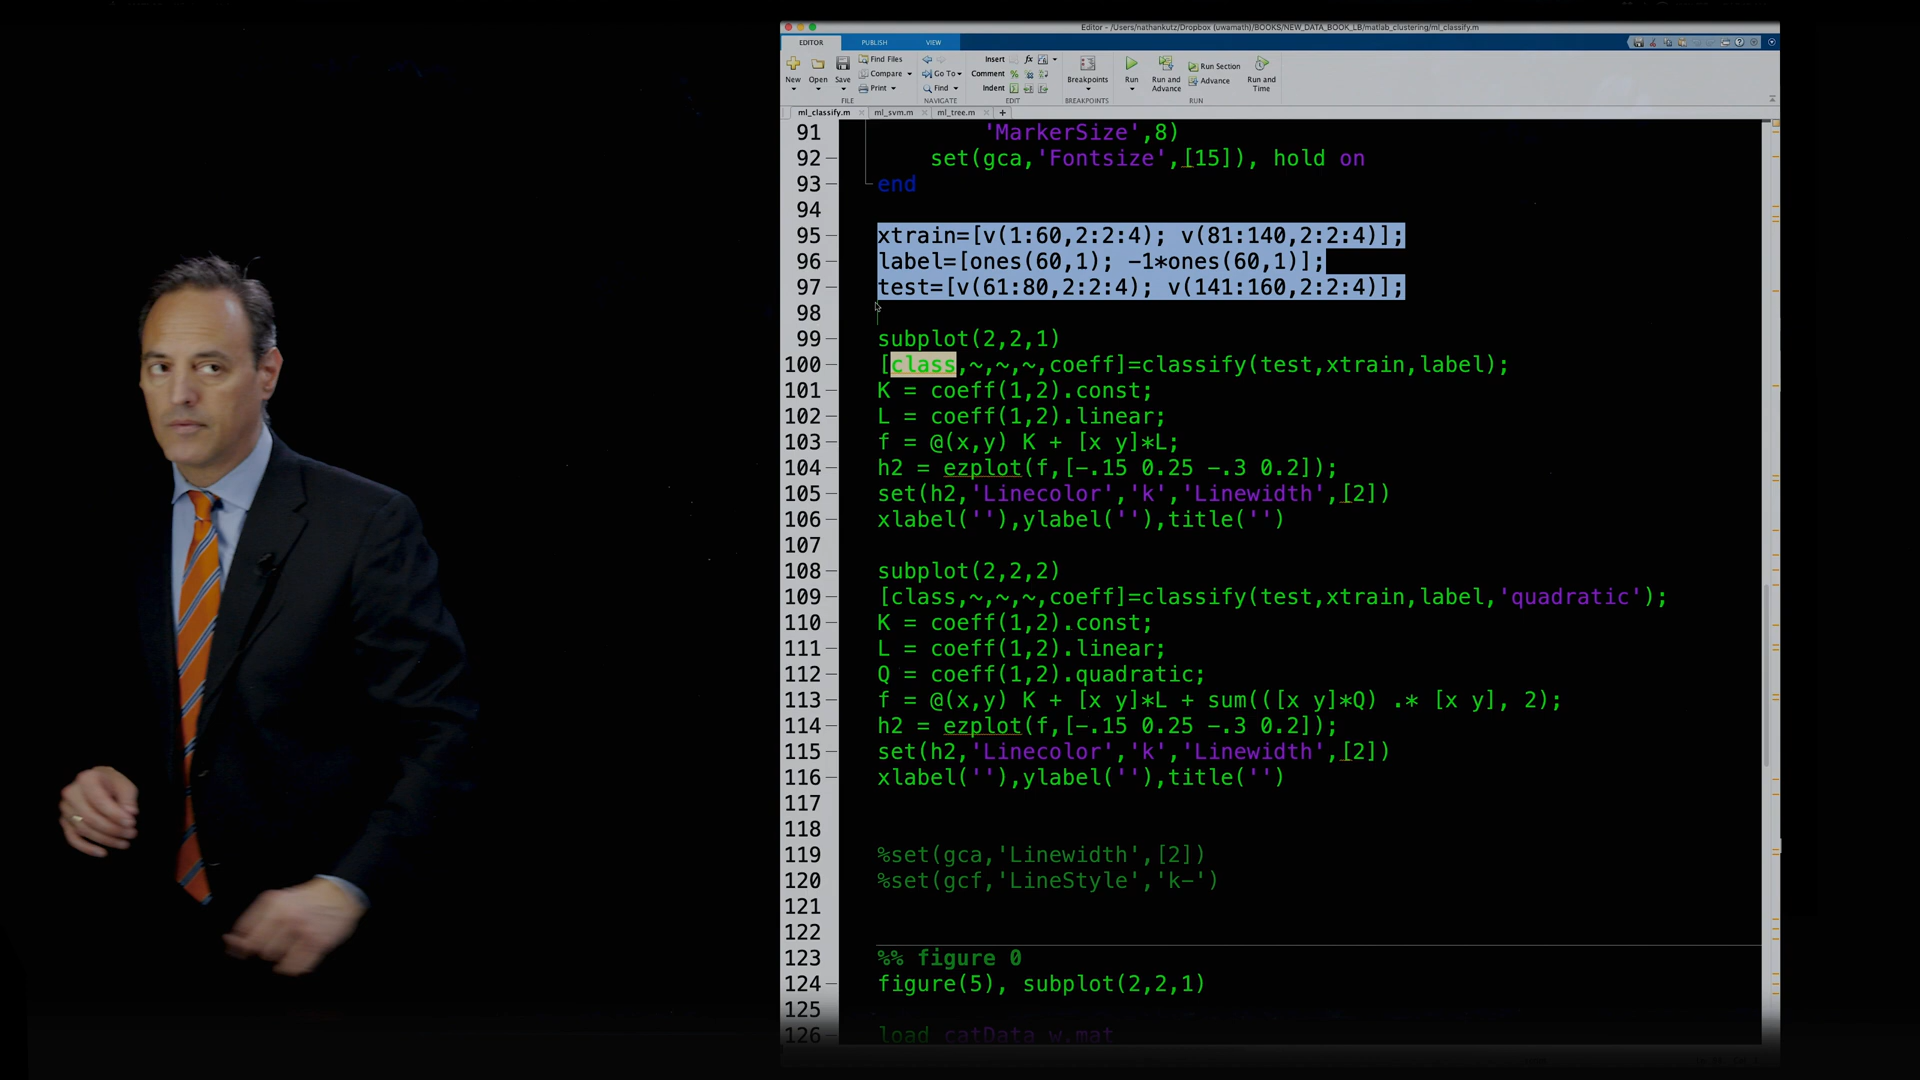 Editor - /Users/nathankutz/Dropbox (uwamath)/BOOKS/NEW_DATA_BOOK_LB/matlab_clustering/ml_classify.m
EDITOR PUBLISH VIEW
New Open Save Find Files Compare Print
Go To Find
Insert fx
Comment %
Indent
Breakpoints
Run
Run and Advance
Run Section
Advance
Run and Time
FILE NAVIGATE EDIT BREAKPOINTS RUN
ml_classify.m ml_svm.m ml_tree.m +
91 'MarkerSize',8)
92 set(gca,'Fontsize',[15]), hold on
93 end
94
95 xtrain=[v(1:60,2:2:4); v(81:140,2:2:4)];
96 label=[ones(60,1); -1*ones(60,1)];
97 test=[v(61:80,2:2:4); v(141:160,2:2:4)];
98
99 subplot(2,2,1)
100 [class,~,~,~,coeff]=classify(test,xtrain,label);
101 K = coeff(1,2).const;
102 L = coeff(1,2).linear;
103 f = @(x,y) K + [x y]*L;
104 h2 = ezplot(f,[-.15 0.25 -.3 0.2]);
105 set(h2,'Linecolor','k','Linewidth',[2])
106 xlabel(''),ylabel(''),title('')
107
108 subplot(2,2,2)
109 [class,~,~,~,coeff]=classify(test,xtrain,label,'quadratic');
110 K = coeff(1,2).const;
111 L = coeff(1,2).linear;
112 Q = coeff(1,2).quadratic;
113 f = @(x,y) K + [x y]*L + sum(([x y]*Q) .* [x y], 2);
114 h2 = ezplot(f,[-.15 0.25 -.3 0.2]);
115 set(h2,'Linecolor','k','Linewidth',[2])
116 xlabel(''),ylabel(''),title('')
117
118
119 %set(gca,'Linewidth',[2])
120 %set(gcf,'LineStyle','k-')
121
122
123 %% figure 0
124 figure(5), subplot(2,2,1)
125
126 load catData_w.mat